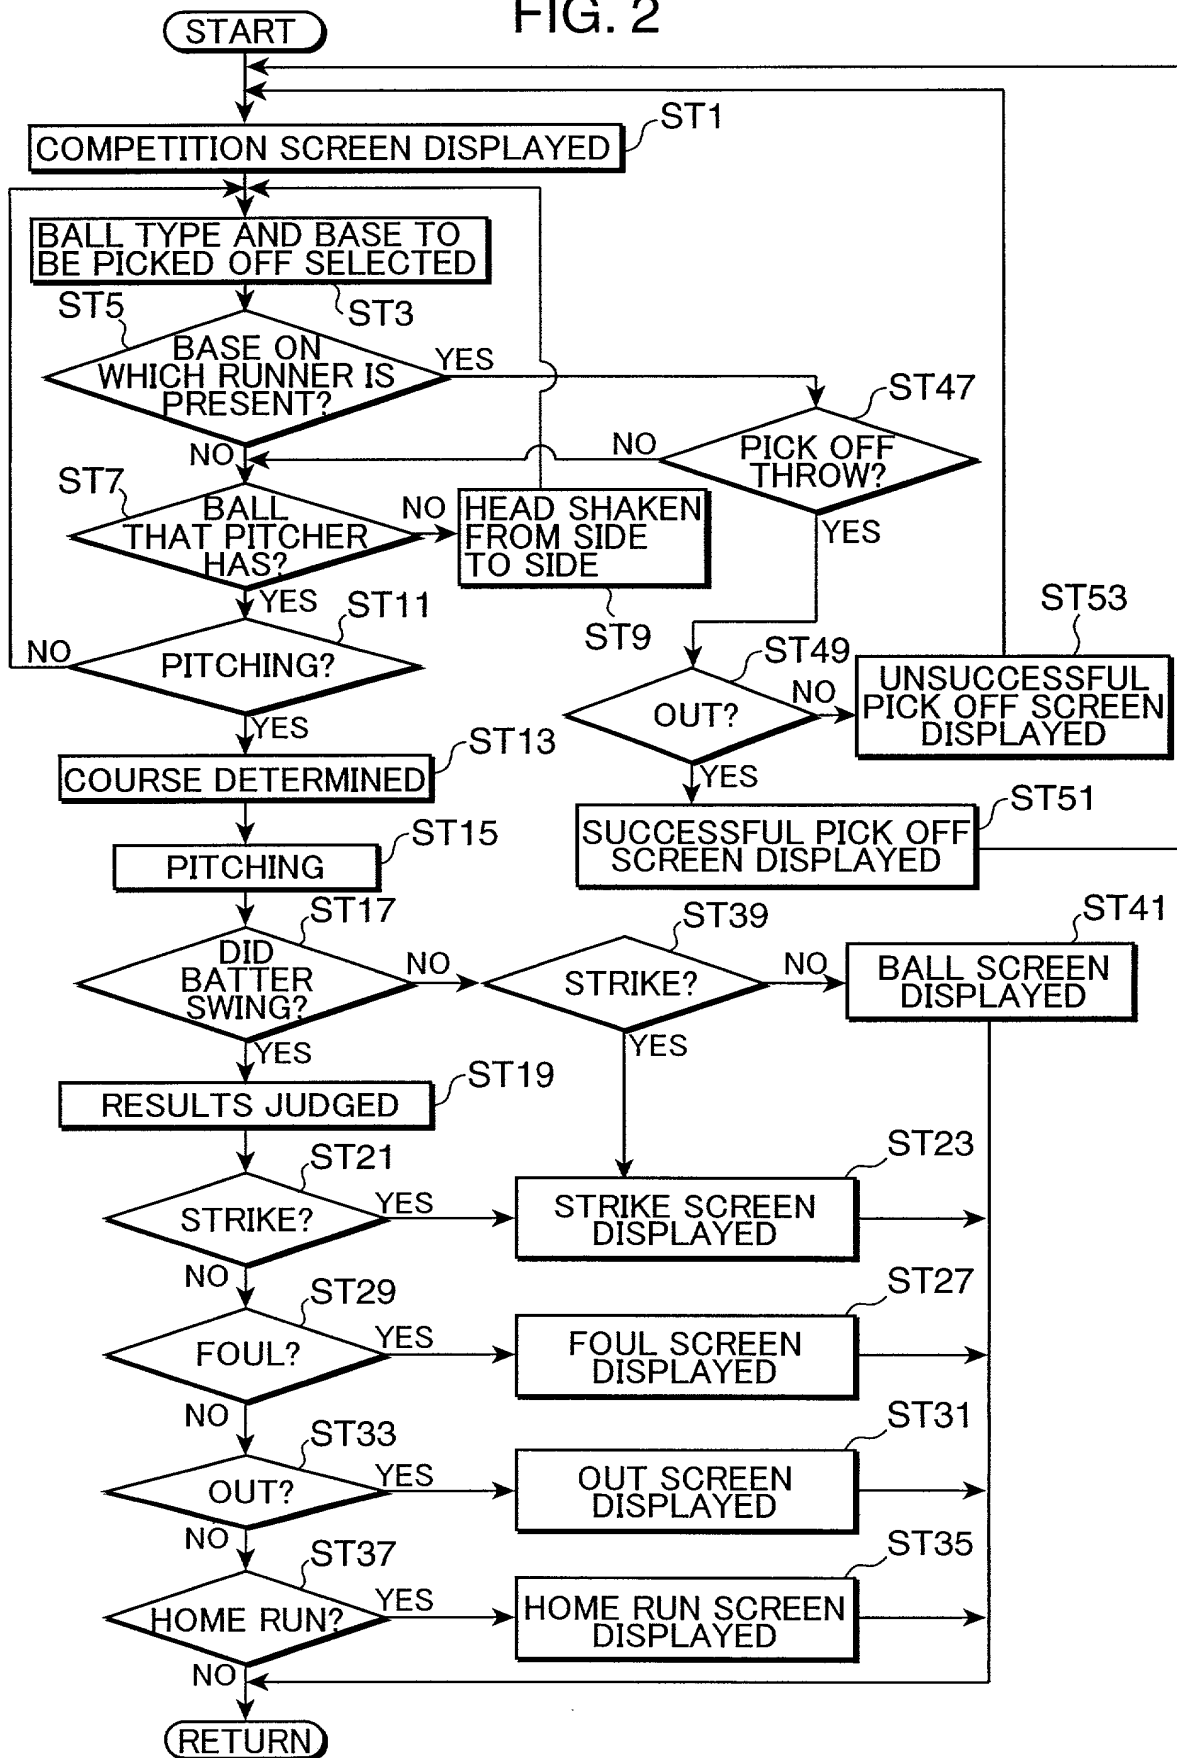 FIG. 2
START
ST1
COMPETITION SCREEN DISPLAYED
BALL TYPE AND BASE TO
BE PICKED OFF SELECTED
ST3
ST5
BASE ON
WHICH RUNNER IS
PRESENT?
YES
NO
ST47
PICK OFF
THROW?
NO
YES
ST7
BALL
THAT PITCHER
HAS?
NO
YES
HEAD SHAKEN
FROM SIDE
TO SIDE
ST9
ST11
PITCHING?
NO
YES
ST49
OUT?
NO
YES
ST53
UNSUCCESSFUL
PICK OFF SCREEN
DISPLAYED
ST13
COURSE DETERMINED
ST51
SUCCESSFUL PICK OFF
SCREEN DISPLAYED
ST15
PITCHING
ST17
DID
BATTER
SWING?
NO
YES
ST39
STRIKE?
NO
YES
ST41
BALL SCREEN
DISPLAYED
ST19
RESULTS JUDGED
ST21
STRIKE?
YES
NO
ST23
STRIKE SCREEN
DISPLAYED
ST29
FOUL?
YES
NO
ST27
FOUL SCREEN
DISPLAYED
ST33
OUT?
YES
NO
ST31
OUT SCREEN
DISPLAYED
ST37
HOME RUN?
YES
NO
ST35
HOME RUN SCREEN
DISPLAYED
RETURN